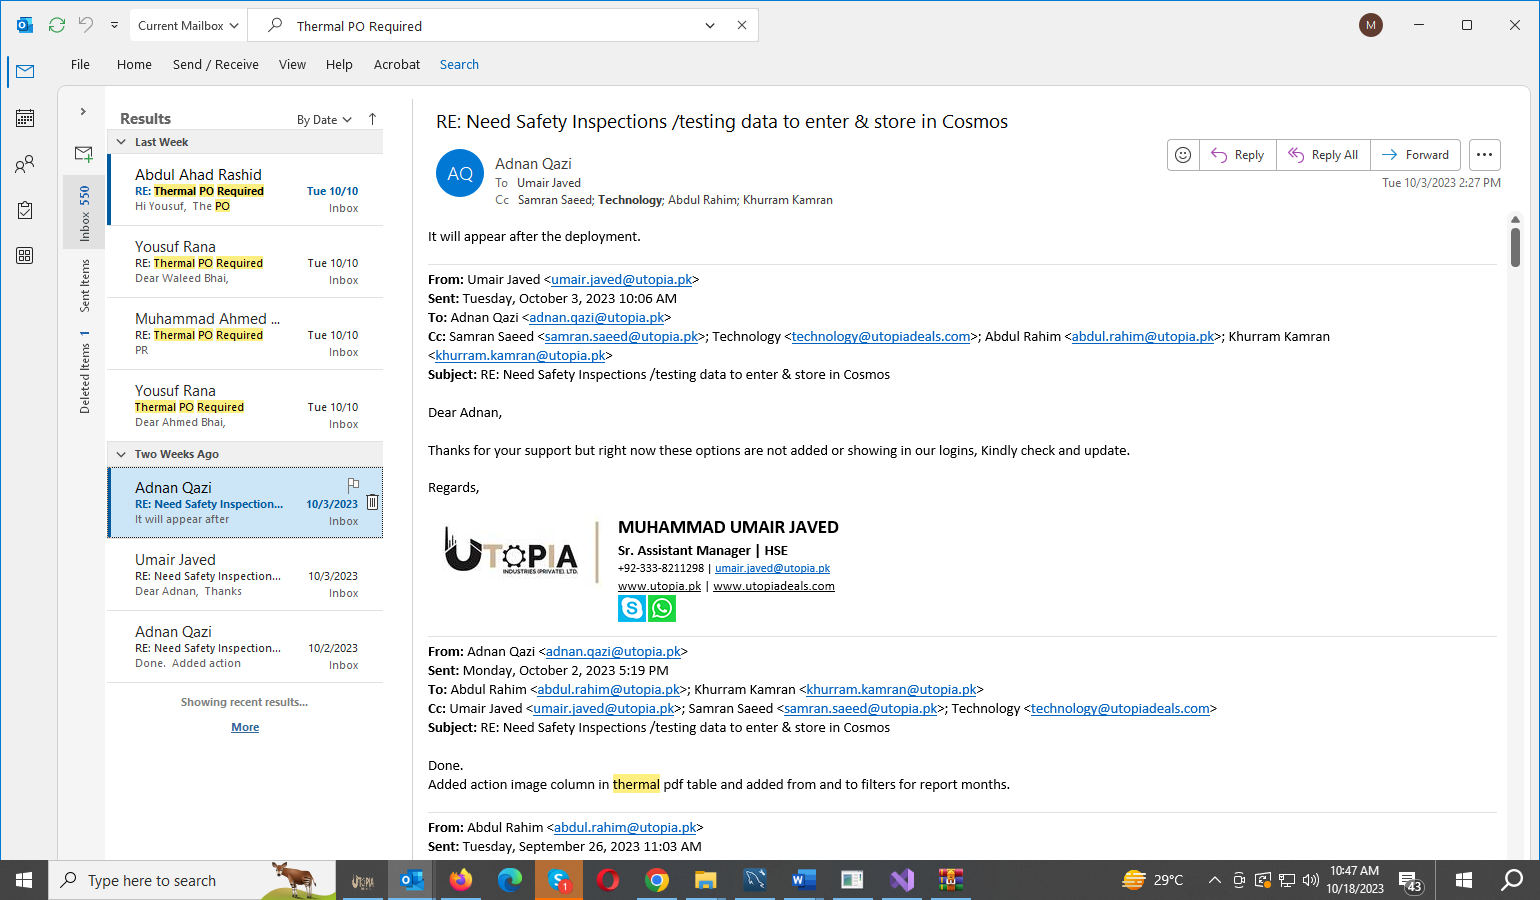 Current Mailbox
Thermal PO Required
M
File Home Send / Receive View Help Acrobat Search
Results
By Date
Inbox 550
Sent Items
Deleted Items 1
Last Week
Abdul Ahad Rashid
RE: Thermal PO Required Tue 10/10
Hi Yousuf, The PO Inbox
Yousuf Rana
RE: Thermal PO Required Tue 10/10
Dear Waleed Bhai, Inbox
Muhammad Ahmed ...
RE: Thermal PO Required Tue 10/10
PR Inbox
Yousuf Rana
Thermal PO Required Tue 10/10
Dear Ahmed Bhai, Inbox
Two Weeks Ago
Adnan Qazi
RE: Need Safety Inspection... 10/3/2023
It will appear after Inbox
Umair Javed
RE: Need Safety Inspection... 10/3/2023
Dear Adnan, Thanks Inbox
Adnan Qazi
RE: Need Safety Inspection... 10/2/2023
Done. Added action Inbox
Showing recent results...
More
RE: Need Safety Inspections /testing data to enter & store in Cosmos
AQ
Adnan Qazi
To Umair Javed
Cc Samran Saeed; Technology; Abdul Rahim; Khurram Kamran
Reply Reply All Forward
Tue 10/3/2023 2:27 PM
It will appear after the deployment.
From: Umair Javed <umair.javed@utopia.pk>
Sent: Tuesday, October 3, 2023 10:06 AM
To: Adnan Qazi <adnan.qazi@utopia.pk>
Cc: Samran Saeed <samran.saeed@utopia.pk>; Technology <technology@utopiadeals.com>; Abdul Rahim <abdul.rahim@utopia.pk>; Khurram Kamran
<khurram.kamran@utopia.pk>
Subject: RE: Need Safety Inspections /testing data to enter & store in Cosmos
Dear Adnan,
Thanks for your support but right now these options are not added or showing in our logins, Kindly check and update.
Regards,
UTOPIA
INDUSTRIES (PRIVATE). LTD.
MUHAMMAD UMAIR JAVED
Sr. Assistant Manager | HSE
+92-333-8211298 | umair.javed@utopia.pk
www.utopia.pk | www.utopiadeals.com
From: Adnan Qazi <adnan.qazi@utopia.pk>
Sent: Monday, October 2, 2023 5:19 PM
To: Abdul Rahim <abdul.rahim@utopia.pk>; Khurram Kamran <khurram.kamran@utopia.pk>
Cc: Umair Javed <umair.javed@utopia.pk>; Samran Saeed <samran.saeed@utopia.pk>; Technology <technology@utopiadeals.com>
Subject: RE: Need Safety Inspections /testing data to enter & store in Cosmos
Done.
Added action image column in thermal pdf table and added from and to filters for report months.
From: Abdul Rahim <abdul.rahim@utopia.pk>
Sent: Tuesday, September 26, 2023 11:03 AM
Type here to search
UTOPIA
1
29°C
10:47 AM
10/18/2023
43